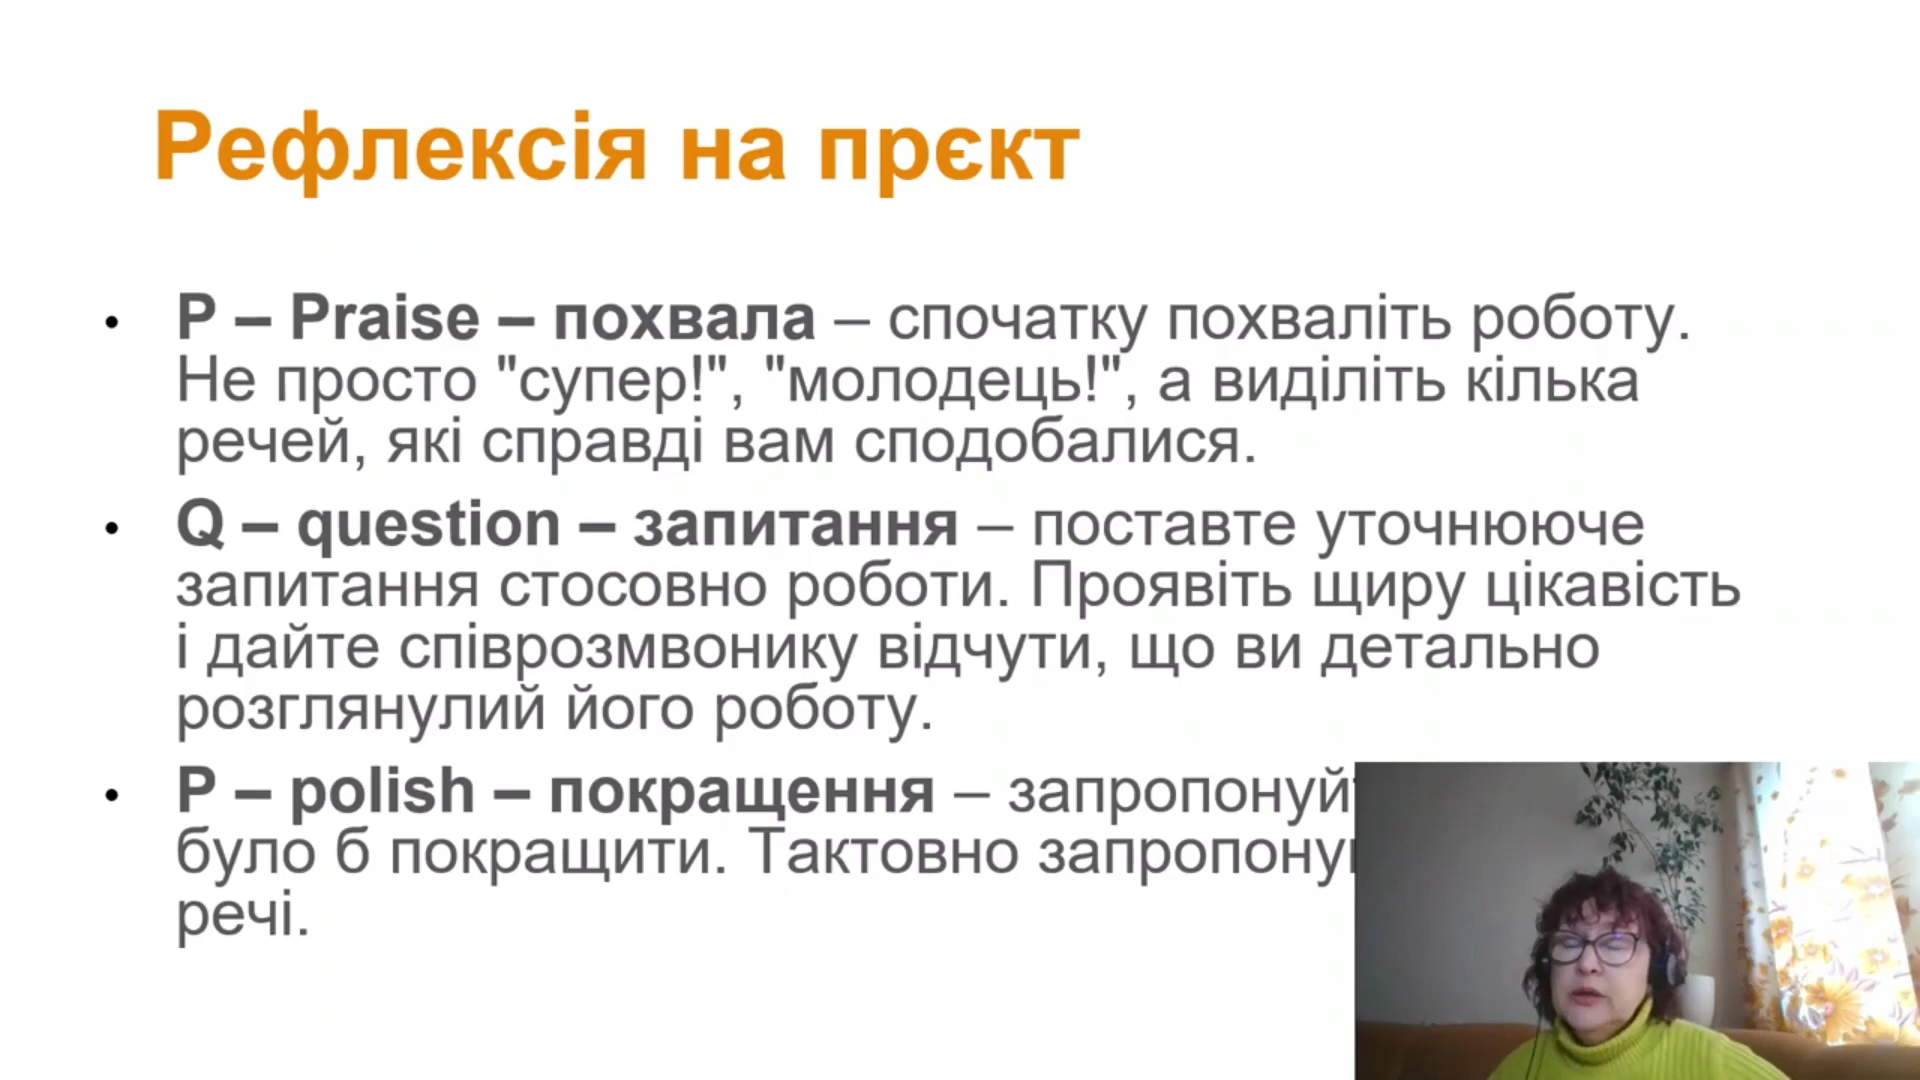 Рефлексія на прєкт
• P – Praise – похвала – спочатку похваліть роботу.
Не просто "супер!", "молодець!", а виділіть кілька
речей, які справді вам сподобалися.
• Q – question – запитання – поставте уточнююче
запитання стосовно роботи. Проявіть щиру цікавість
і дайте співрозмвонику відчути, що ви детально
розглянулий його роботу.
• P – polish – покращення –
було б покращити. Тактовно
речі.